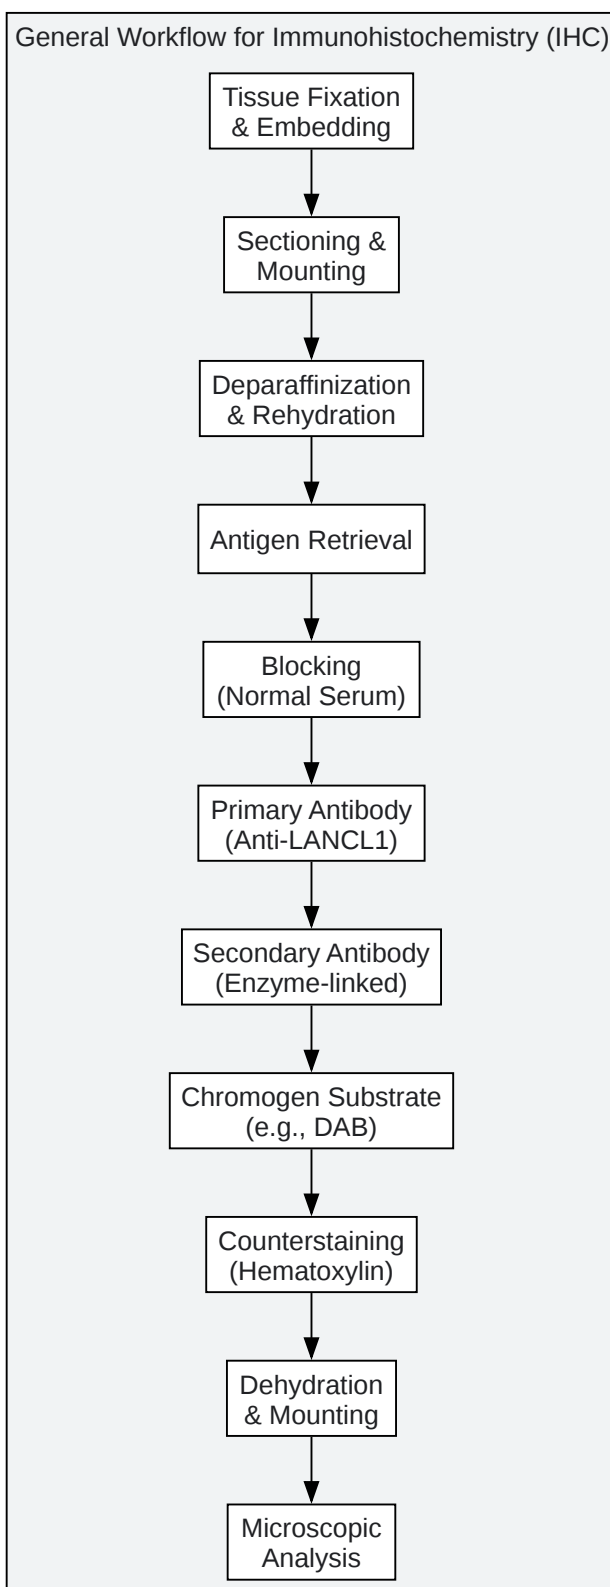 General Workflow for Immunohistochemistry (IHC)
Tissue Fixation
& Embedding
Sectioning &
Mounting
Deparaffinization
& Rehydration
Antigen Retrieval
Blocking
(Normal Serum)
Primary Antibody
(Anti-LANCL1)
Secondary Antibody
(Enzyme-linked)
Chromogen Substrate
(e.g., DAB)
Counterstaining
(Hematoxylin)
Dehydration
& Mounting
Microscopic
Analysis